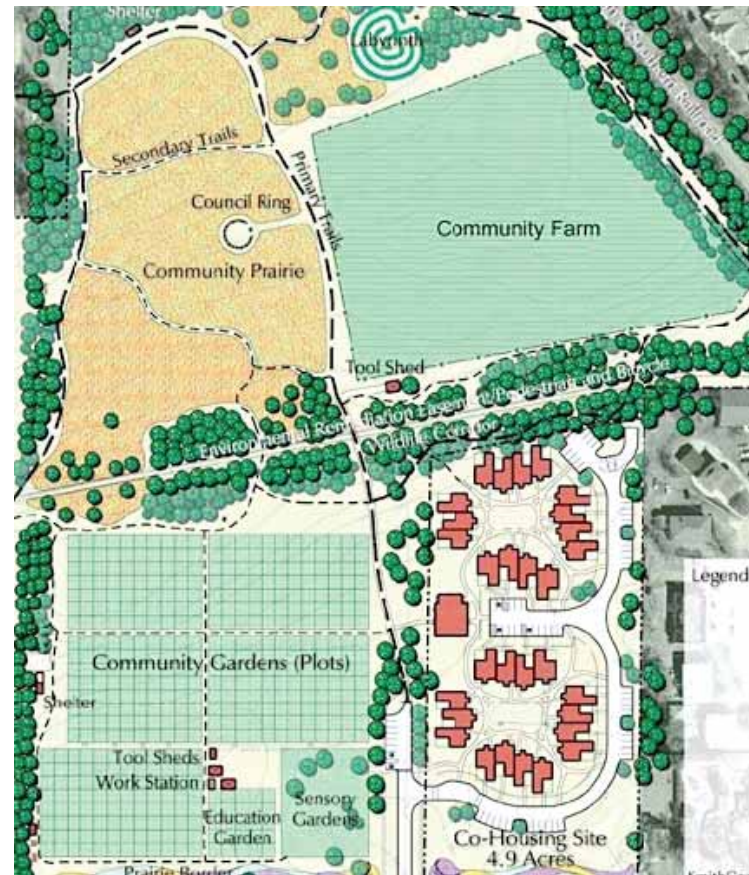 Shelter
Labyrinth
Secondary Trails
Primary Trails
Council Ring
Community Prairie
Community Farm
Tool Shed
Environmental Remediation Easement/Pedestrian and Bicycle
Wildlife Corridor
Legend
Community Gardens (Plots)
Shelter
Tool Sheds
Work Station
Education
Garden
Sensory
Gardens
Co-Housing Site
4.9 Acres
Prairie Border